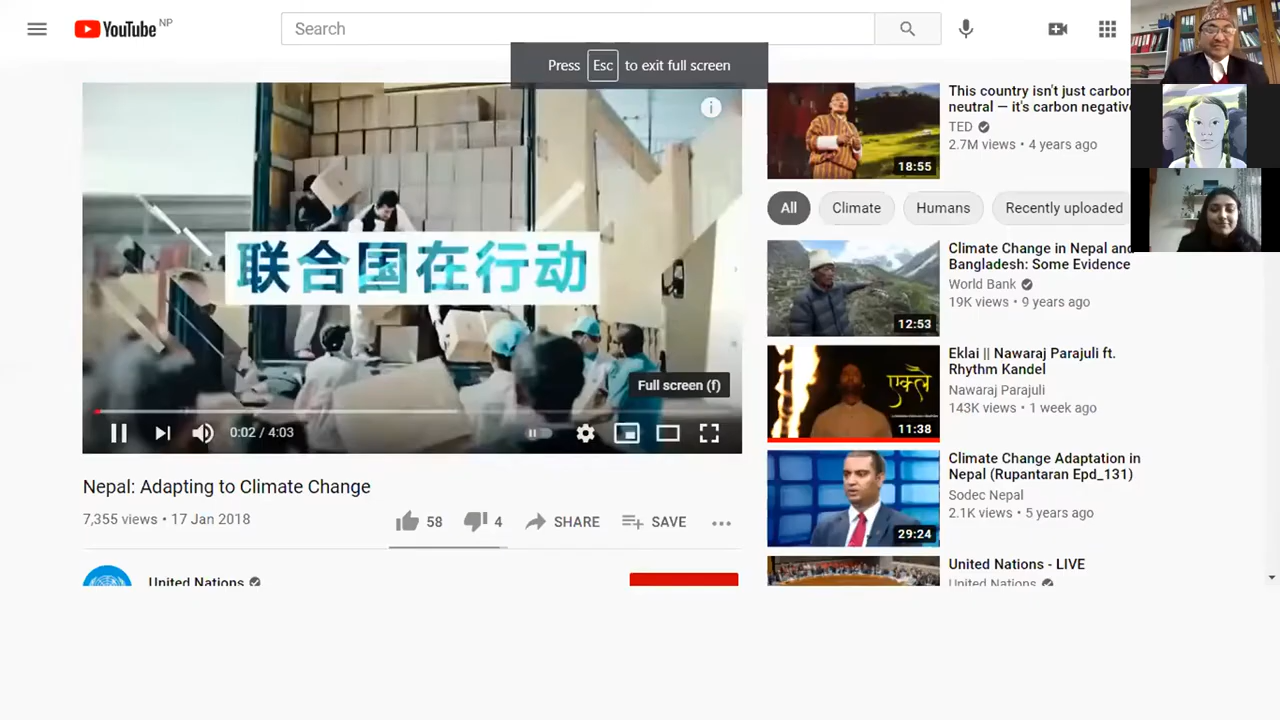 YouTube NP
Search
Press Esc to exit full screen
联合国在行动
Full screen (f)
0:02 / 4:03
Nepal: Adapting to Climate Change
7,355 views • 17 Jan 2018
58
4
SHARE
SAVE
United Nations
18:55
This country isn't just carbon
neutral — it's carbon negative
TED
2.7M views • 4 years ago
All
Climate
Humans
Recently uploaded
12:53
Climate Change in Nepal and
Bangladesh: Some Evidence
World Bank
19K views • 9 years ago
एक्लै
11:38
Eklai || Nawaraj Parajuli ft.
Rhythm Kandel
Nawaraj Parajuli
143K views • 1 week ago
29:24
Climate Change Adaptation in
Nepal (Rupantaran Epd_131)
Sodec Nepal
2.1K views • 5 years ago
United Nations - LIVE
United Nations